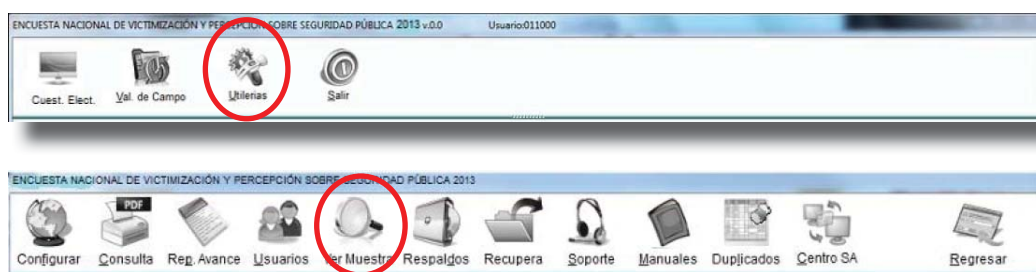 ENCUESTA NACIONAL DE VICTIMIZACIÓN Y PERCEPCIÓN SOBRE SEGURIDAD PÚBLICA 2013 v.0.0 Usuario:011000
Cuest. Elect. Val. de Campo Utilerias Salir
ENCUESTA NACIONAL DE VICTIMIZACIÓN Y PERCEPCIÓN SOBRE SEGURIDAD PÚBLICA 2013
PDF
Configurar Consulta Rep. Avance Usuarios Ver Muestra Respaldos Recupera Soporte Manuales Duplicados Centro SA Regresar